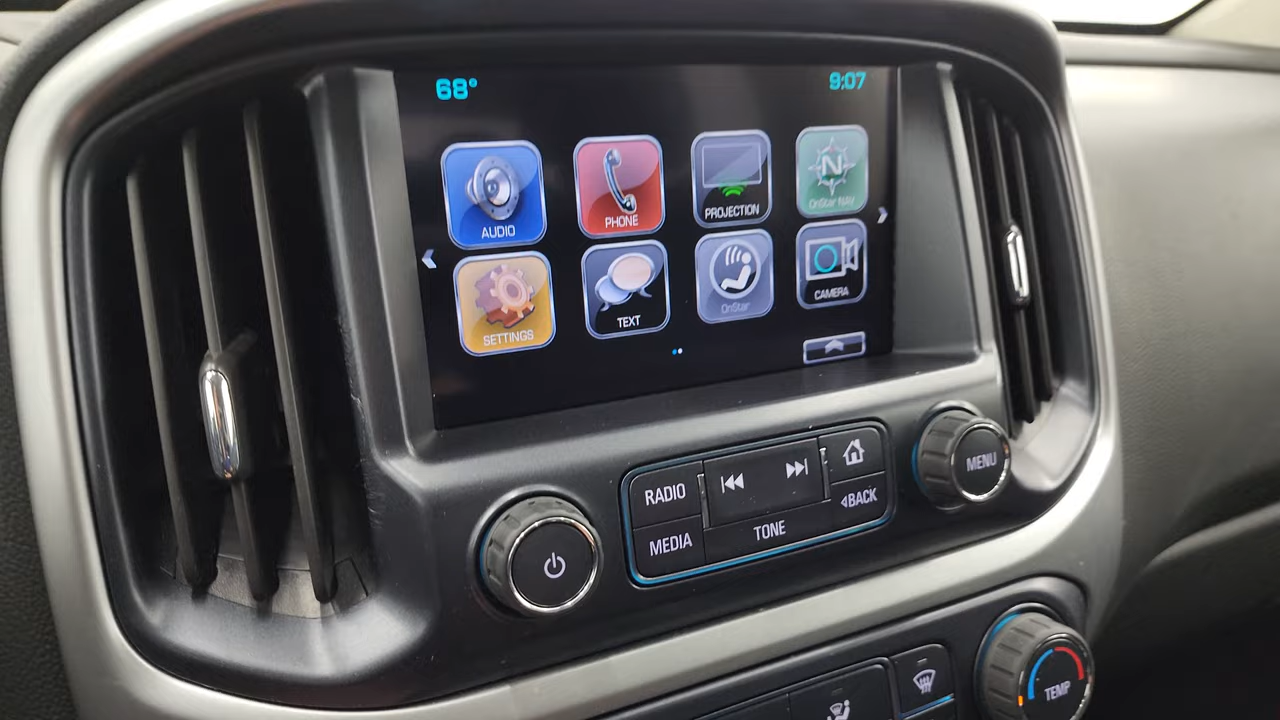 68°
9:07
AUDIO
PHONE
PROJECTION
N
OnStar NAV
SETTINGS
TEXT
OnStar
CAMERA
RADIO
MEDIA
TONE
BACK
MENU
TEMP